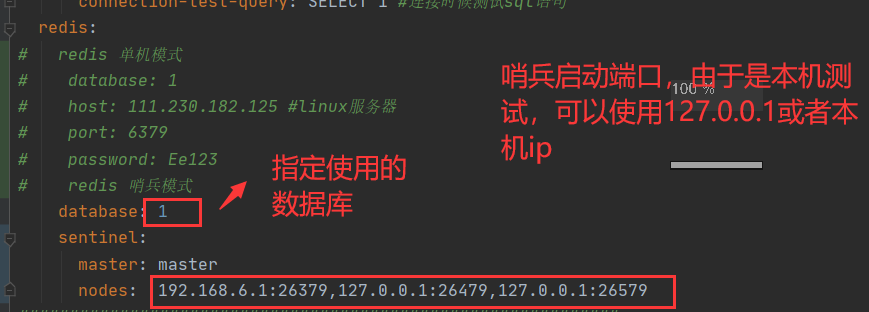 connection-test-query: SELECT 1 #连接时候测试sql语句
redis:
# redis 单机模式
# database: 1
# host: 111.230.182.125 #linux服务器
# port: 6379
# password: Ee123
# redis 哨兵模式
database: 1
sentinel:
master: master
nodes: 192.168.6.1:26379,127.0.0.1:26479,127.0.0.1:26579
指定使用的
数据库
哨兵启动端口，由于是本机测
试，可以使用127.0.0.1或者本
机ip
100 %